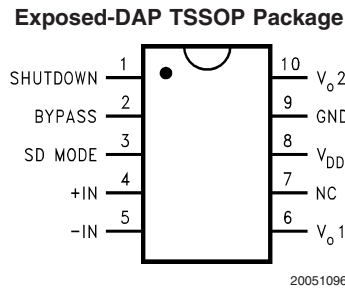 Exposed-DAP TSSOP Package
SHUTDOWN 1 10 Vo2
BYPASS 2 9 GND
SD MODE 3 8 VDD
+IN 4 7 NC
-IN 5 6 Vo1
20051096